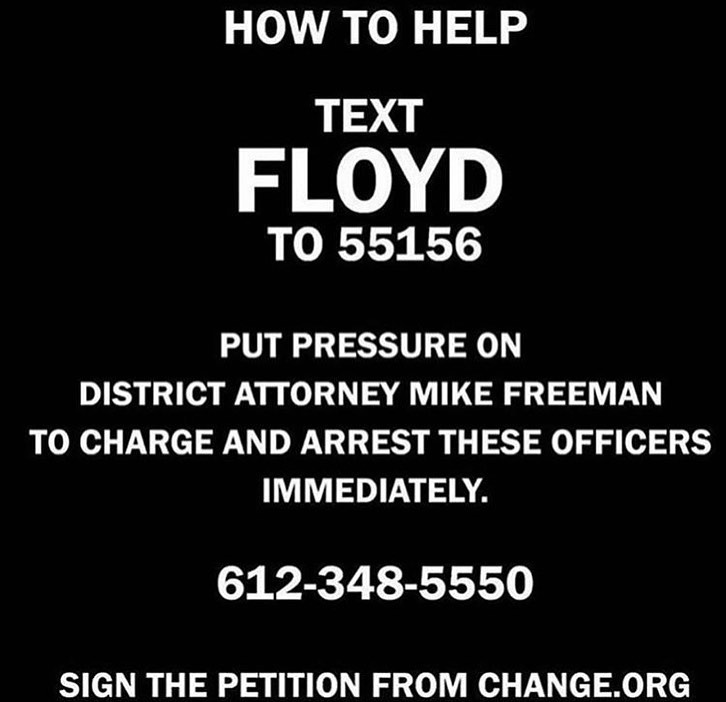 HOW TO HELP
TEXT
FLOYD
TO 55156
PUT PRESSURE ON
DISTRICT ATTORNEY MIKE FREEMAN
TO CHARGE AND ARREST THESE OFFICERS
IMMEDIATELY.
612-348-5550
SIGN THE PETITION FROM CHANGE.ORG